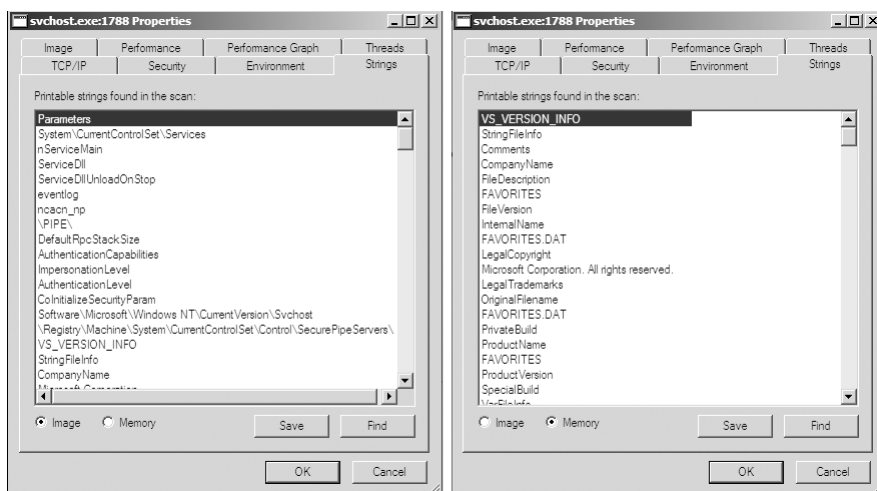 svchost.exe:1788 Properties
Image Performance Performance Graph Threads
TCP/IP Security Environment Strings
Printable strings found in the scan:
Parameters
System\CurrentControlSet\Services
nServiceMain
ServiceDll
ServiceDllUnloadOnStop
eventlog
ncacn_np
\PIPE\
DefaultRpcStackSize
AuthenticationCapabilities
ImpersonationLevel
AuthenticationLevel
CoInitializeSecurityParam
Software\Microsoft\Windows NT\CurrentVersion\Svchost
\Registry\Machine\System\CurrentControlSet\Control\SecurePipeServers\
VS_VERSION_INFO
StringFileInfo
CompanyName
Microsoft Corporation
Image Memory Save Find
OK Cancel
svchost.exe:1788 Properties
Image Performance Performance Graph Threads
TCP/IP Security Environment Strings
Printable strings found in the scan:
VS_VERSION_INFO
StringFileInfo
Comments
CompanyName
FileDescription
FAVORITES
FileVersion
InternalName
FAVORITES.DAT
LegalCopyright
Microsoft Corporation. All rights reserved.
LegalTrademarks
OriginalFilename
FAVORITES.DAT
PrivateBuild
ProductName
FAVORITES
ProductVersion
SpecialBuild
VarFileInfo
Image Memory Save Find
OK Cancel